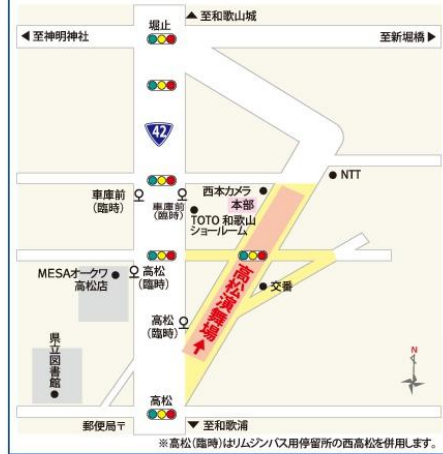 ▲至和歌山城
堀止
◀至神明神社
至新堀橋▶
42
NTT
車庫前
(臨時)
車庫前
(臨時)
西本カメラ
本部
TOTO 和歌山
ショールーム
MESAオークワ
高松店
高松
(臨時)
高松演舞場
交番
高松
(臨時)
県立図書館
N
高松
郵便局〒
▼至和歌浦
※高松(臨時)はリムジンバス用停留所の西高松を併用します。